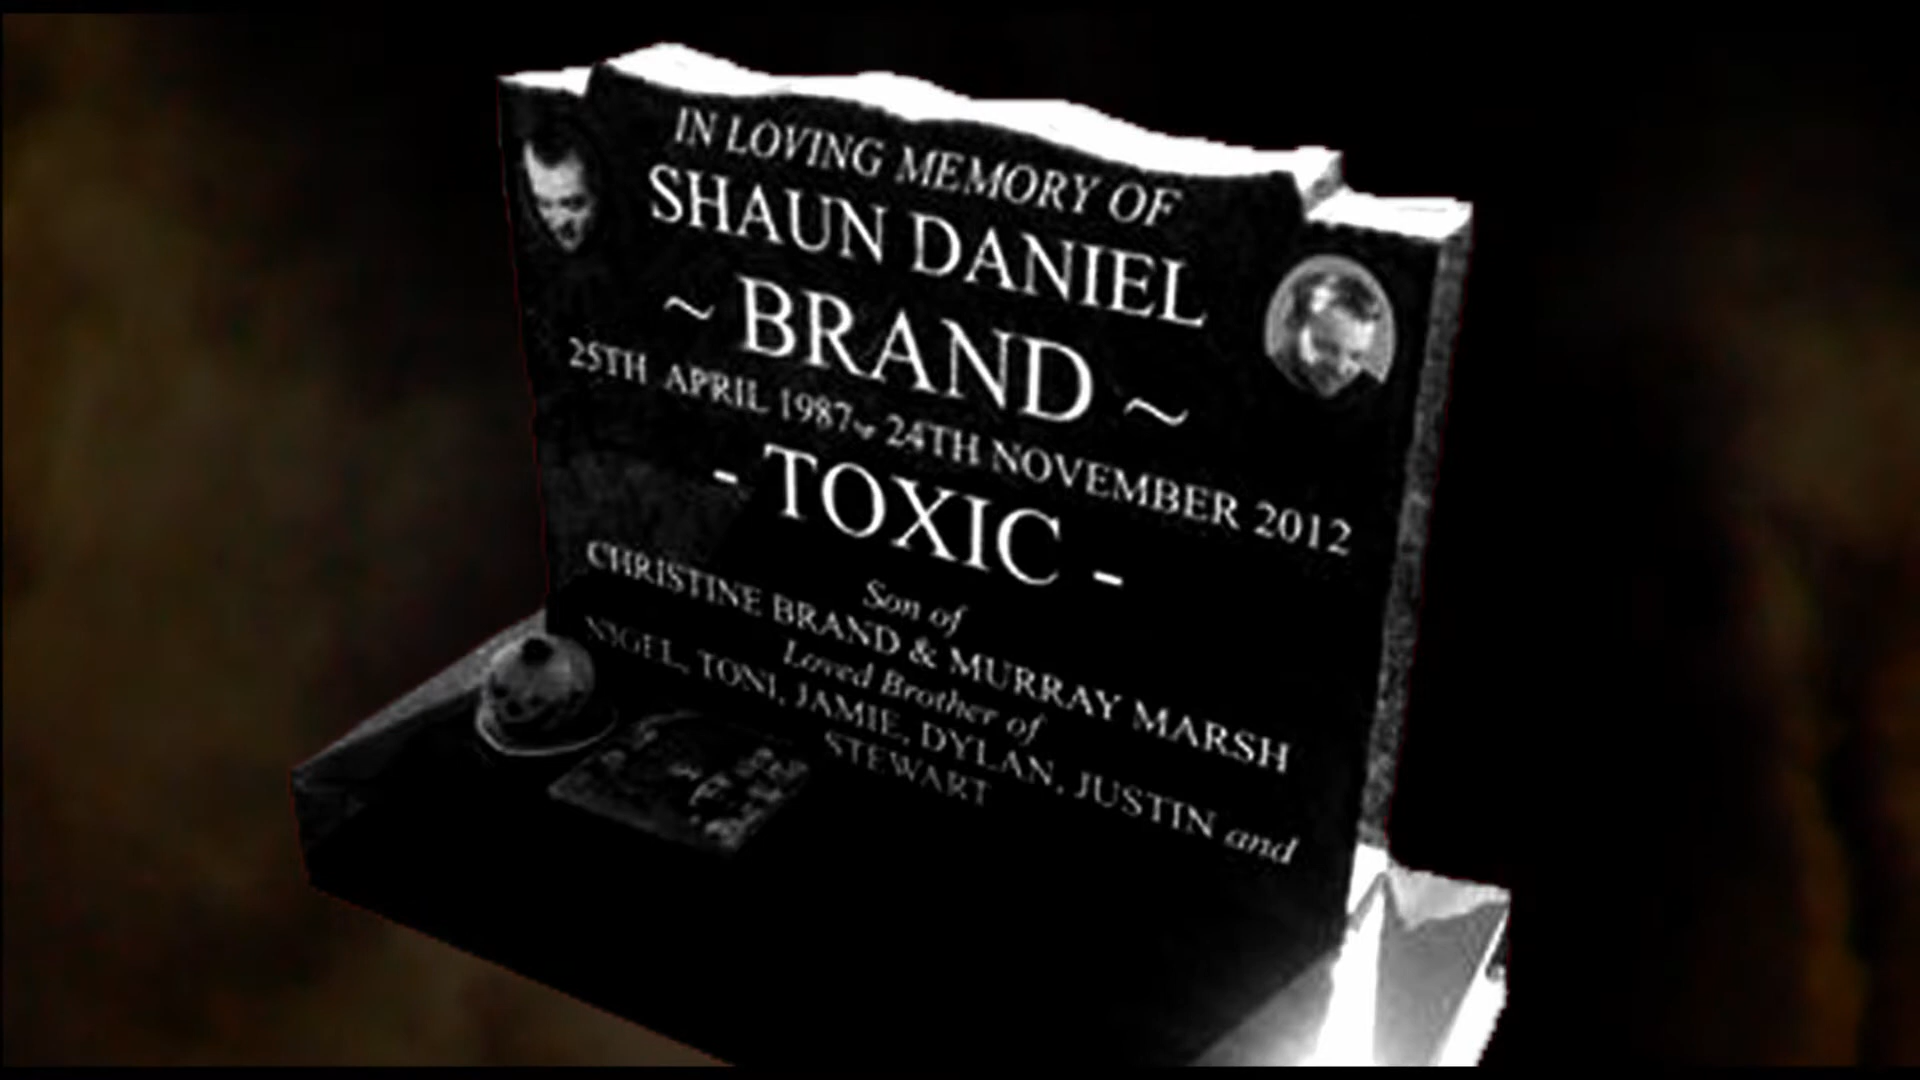 IN LOVING MEMORY OF
SHAUN DANIEL
~ BRAND ~
25TH APRIL 1987 ~ 24TH NOVEMBER 2012
- TOXIC -
Son of
CHRISTINE BRAND & MURRAY MARSH
Loved Brother of
NIGEL, TONI, JAMIE, DYLAN, JUSTIN and
STEWART